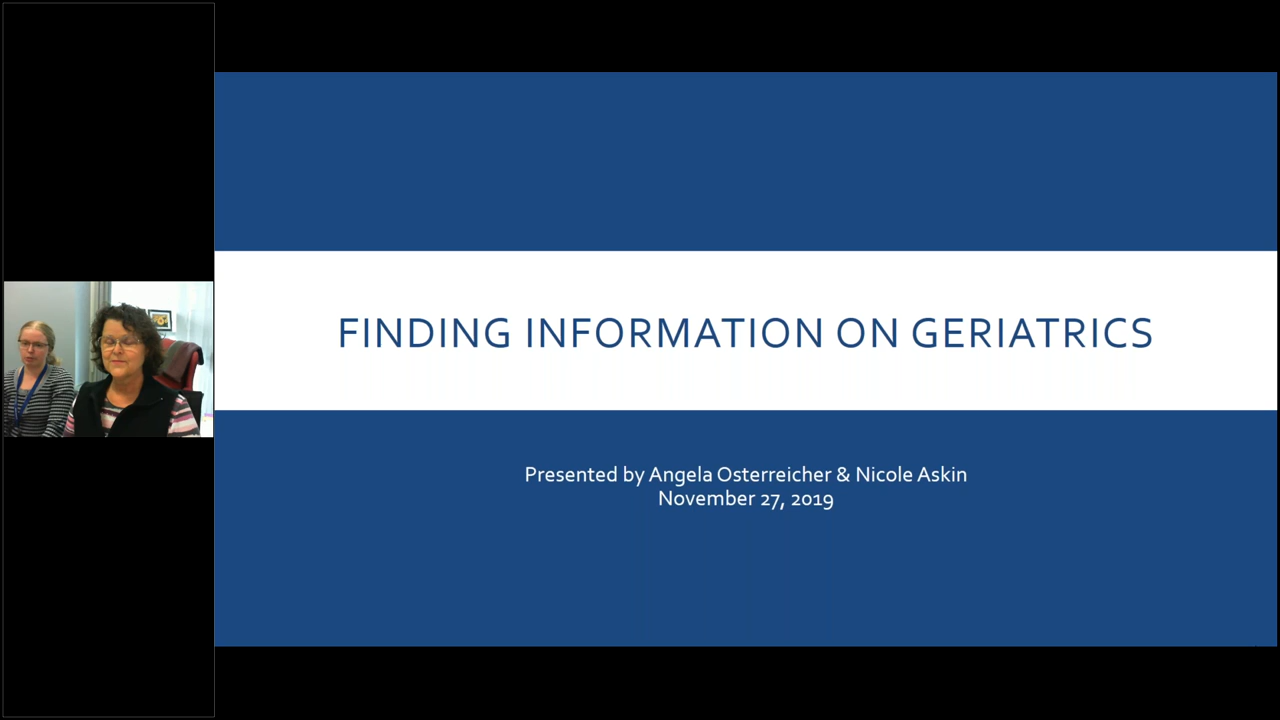 FINDING INFORMATION ON GERIATRICS
Presented by Angela Osterreicher & Nicole Askin
November 27, 2019